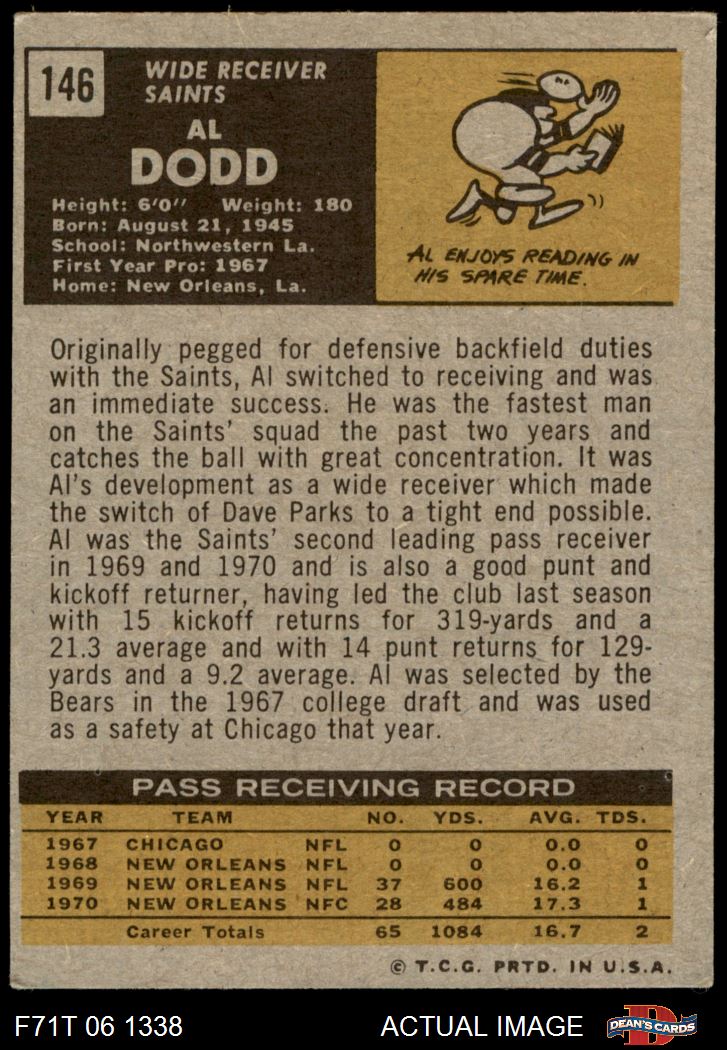 146
WIDE RECEIVER
SAINTS
AL
DODD
Height: 6'0" Weight: 180
Born: August 21, 1945
School: Northwestern La.
First Year Pro: 1967
Home: New Orleans, La.
AL ENJOYS READING IN
HIS SPARE TIME.
Originally pegged for defensive backfield duties
with the Saints, Al switched to receiving and was
an immediate success. He was the fastest man
on the Saints' squad the past two years and
catches the ball with great concentration. It was
Al's development as a wide receiver which made
the switch of Dave Parks to a tight end possible.
Al was the Saints' second leading pass receiver
in 1969 and 1970 and is also a good punt and
kickoff returner, having led the club last season
with 15 kickoff returns for 319-yards and a
21.3 average and with 14 punt returns for 129-
yards and a 9.2 average. Al was selected by the
Bears in the 1967 college draft and was used
as a safety at Chicago that year.
PASS RECEIVING RECORD
YEAR TEAM NO. YDS. AVG. TDS.
1967 CHICAGO NFL 0 0 0.0 0
1968 NEW ORLEANS NFL 0 0 0.0 0
1969 NEW ORLEANS NFL 37 600 16.2 1
1970 NEW ORLEANS NFC 28 484 17.3 1
Career Totals 65 1084 16.7 2
© T.C.G. PRTD. IN U.S.A.
F71T 06 1338 ACTUAL IMAGE D DEAN'S CARDS